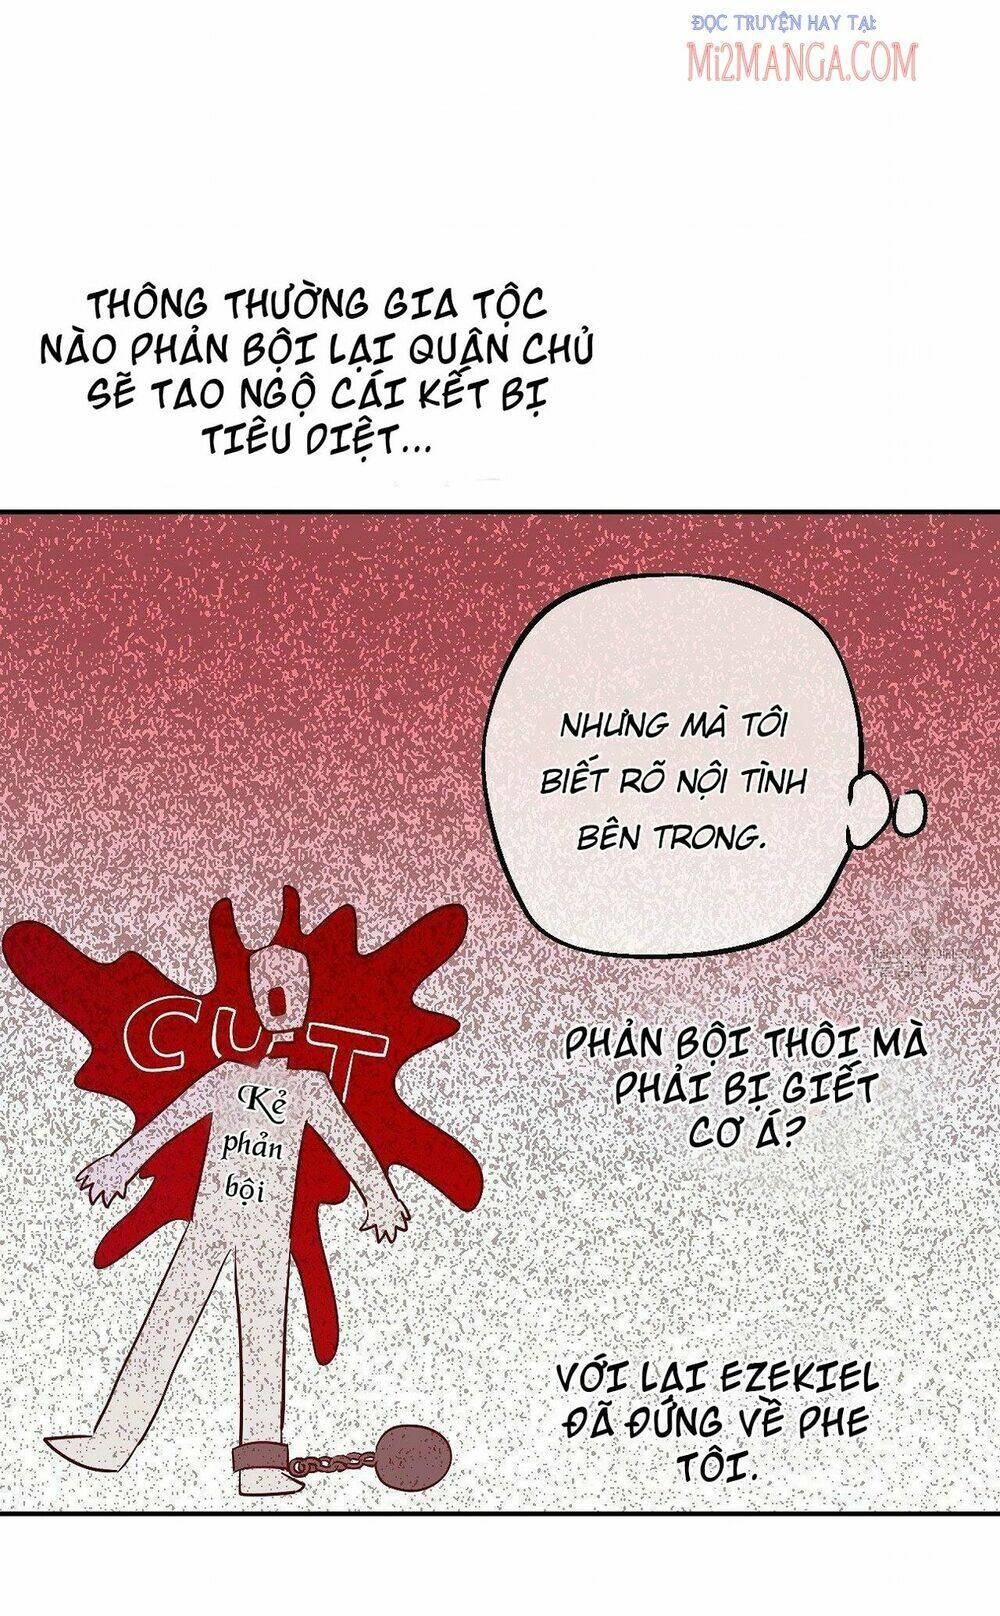 ĐỌC TRUYỆN HAY TẠI:
MI2MANGA.COM
THÔNG THƯỜNG GIA TỘC
NÀO PHẢN BỘI LẠI QUÂN CHỦ
SẼ TAO NGỘ CÁI KẾT BỊ
TIÊU DIỆT...
NHƯNG MÀ TÔI
BIẾT RÕ NỘI TÌNH
BÊN TRONG.
CUT
Kẻ
phản
bội
PHẢN BỘI THÔI MÀ
PHẢI BỊ GIẾT
CƠ Á?
VỚI LẠI EZEKIEL
ĐÃ ĐỨNG VỀ PHE
TÔI.